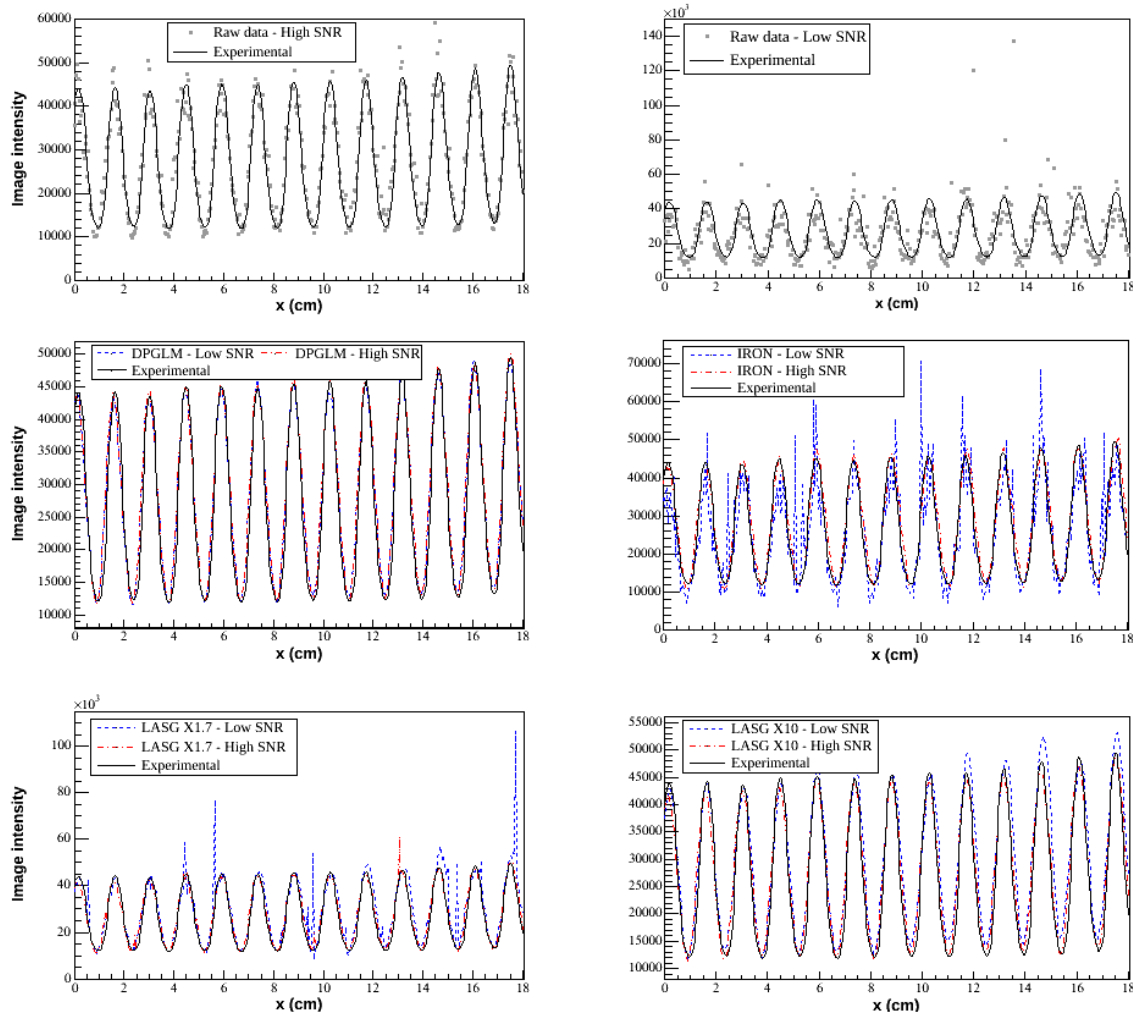 60000
50000
40000
30000
20000
10000
0
Image intensity
Raw data - High SNR
Experimental
0 2 4 6 8 10 12 14 16 18
x (cm)
×10³
140
120
100
80
60
40
20
0
Raw data - Low SNR
Experimental
0 2 4 6 8 10 12 14 16 18
x (cm)
50000
45000
40000
35000
30000
25000
20000
15000
10000
Image intensity
DPGLM - Low SNR DPGLM - High SNR
Experimental
0 2 4 6 8 10 12 14 16 18
x (cm)
70000
60000
50000
40000
30000
20000
10000
0
IRON - Low SNR
IRON - High SNR
Experimental
0 2 4 6 8 10 12 14 16 18
x (cm)
×10³
100
80
60
40
20
0
Image intensity
LASG X1.7 - Low SNR
LASG X1.7 - High SNR
Experimental
0 2 4 6 8 10 12 14 16 18
x (cm)
55000
50000
45000
40000
35000
30000
25000
20000
15000
10000
LASG X10 - Low SNR
LASG X10 - High SNR
Experimental
0 2 4 6 8 10 12 14 16 18
x (cm)